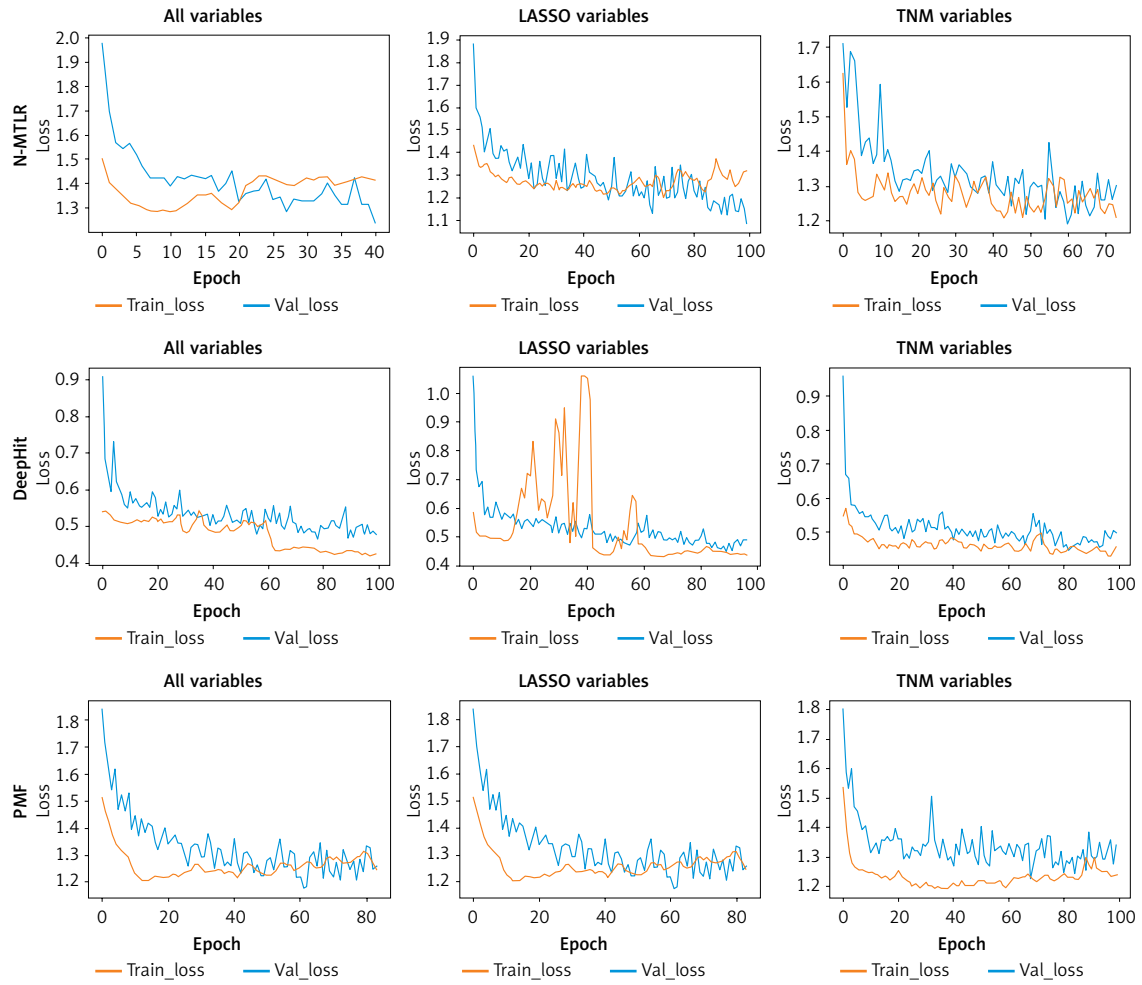 All variables
N-MTLR
Loss
2.0
1.9
1.8
1.7
1.6
1.5
1.4
1.3
0 5 10 15 20 25 30 35 40
Epoch
Train_loss Val_loss
LASSO variables
Loss
1.9
1.8
1.7
1.6
1.5
1.4
1.3
1.2
1.1
0 20 40 60 80 100
Epoch
Train_loss Val_loss
TNM variables
Loss
1.7
1.6
1.5
1.4
1.3
1.2
0 10 20 30 40 50 60 70
Epoch
Train_loss Val_loss
All variables
DeepHit
Loss
0.9
0.8
0.7
0.6
0.5
0.4
0 20 40 60 80 100
Epoch
Train_loss Val_loss
LASSO variables
Loss
1.0
0.9
0.8
0.7
0.6
0.5
0.4
0 20 40 60 80 100
Epoch
Train_loss Val_loss
TNM variables
Loss
0.9
0.8
0.7
0.6
0.5
0 20 40 60 80 100
Epoch
Train_loss Val_loss
All variables
PMF
Loss
1.8
1.7
1.6
1.5
1.4
1.3
1.2
0 20 40 60 80
Epoch
Train_loss Val_loss
LASSO variables
Loss
1.8
1.7
1.6
1.5
1.4
1.3
1.2
0 20 40 60 80
Epoch
Train_loss Val_loss
TNM variables
Loss
1.8
1.7
1.6
1.5
1.4
1.3
1.2
0 20 40 60 80 100
Epoch
Train_loss Val_loss